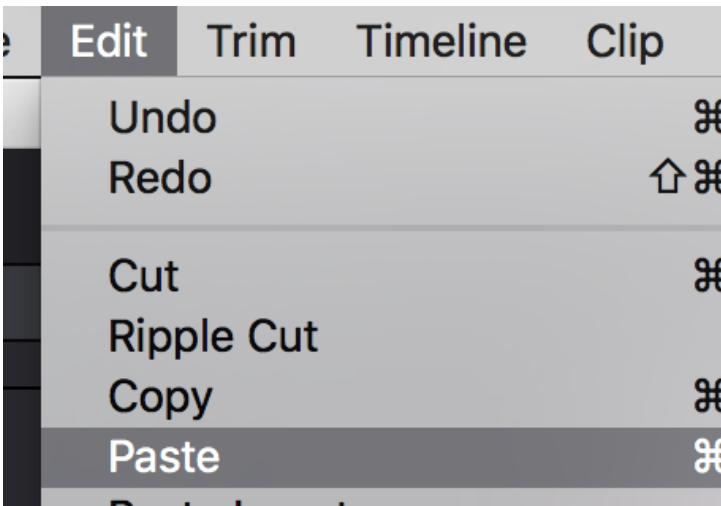 Edit Trim Timeline Clip
Undo ⌘
Redo ⇧⌘
Cut ⌘
Ripple Cut
Copy ⌘
Paste ⌘